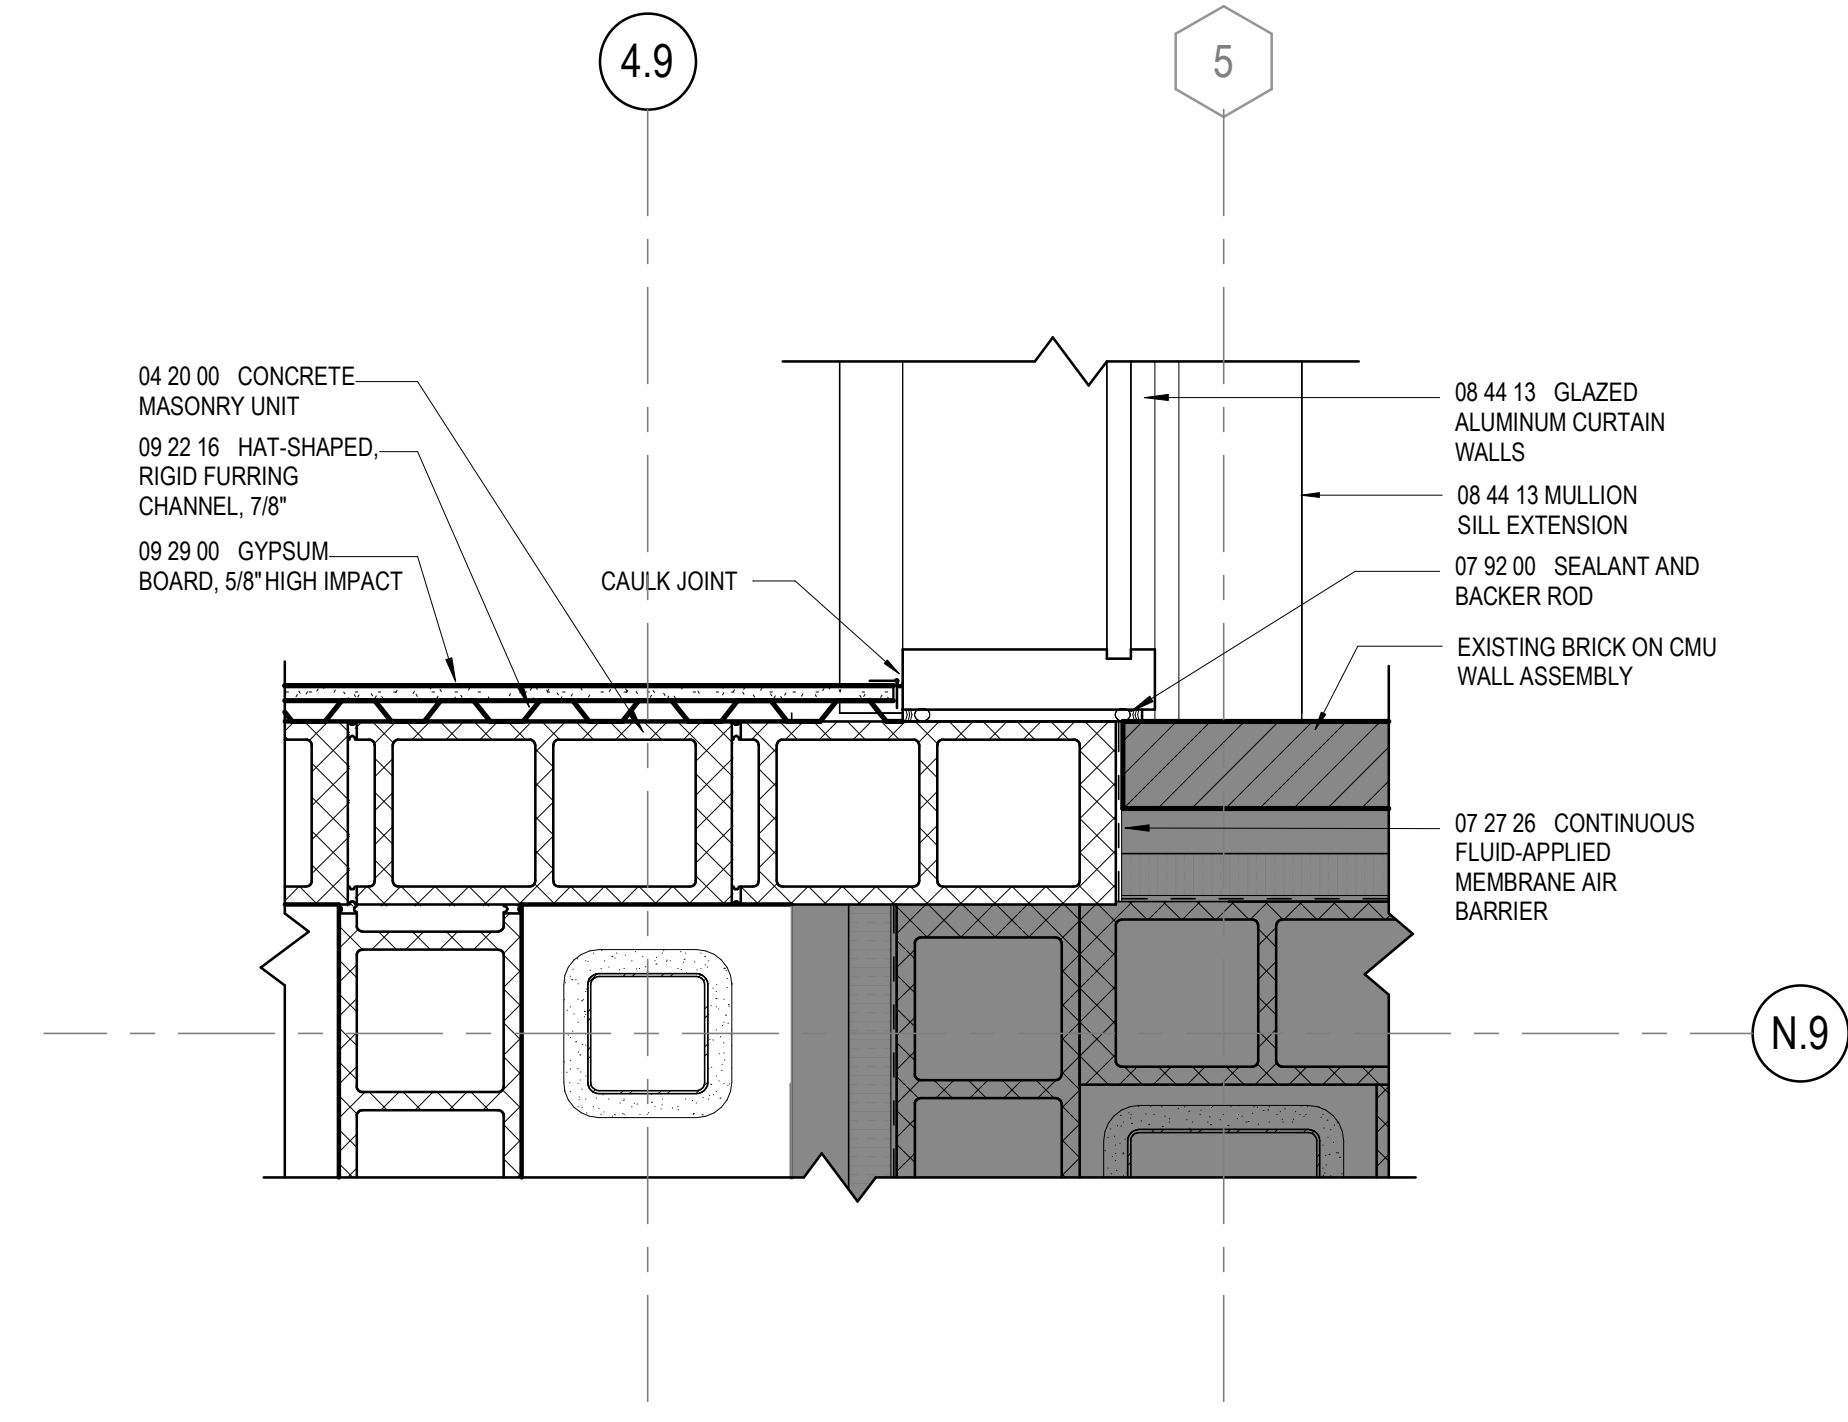 4.9
5
04 20 00 CONCRETE
MASONRY UNIT
09 22 16 HAT-SHAPED,
RIGID FURRING
CHANNEL, 7/8"
09 29 00 GYPSUM
BOARD, 5/8" HIGH IMPACT
CAULK JOINT
08 44 13 GLAZED
ALUMINUM CURTAIN
WALLS
08 44 13 MULLION
SILL EXTENSION
07 92 00 SEALANT AND
BACKER ROD
EXISTING BRICK ON CMU
WALL ASSEMBLY
07 27 26 CONTINUOUS
FLUID-APPLIED
MEMBRANE AIR
BARRIER
N.9